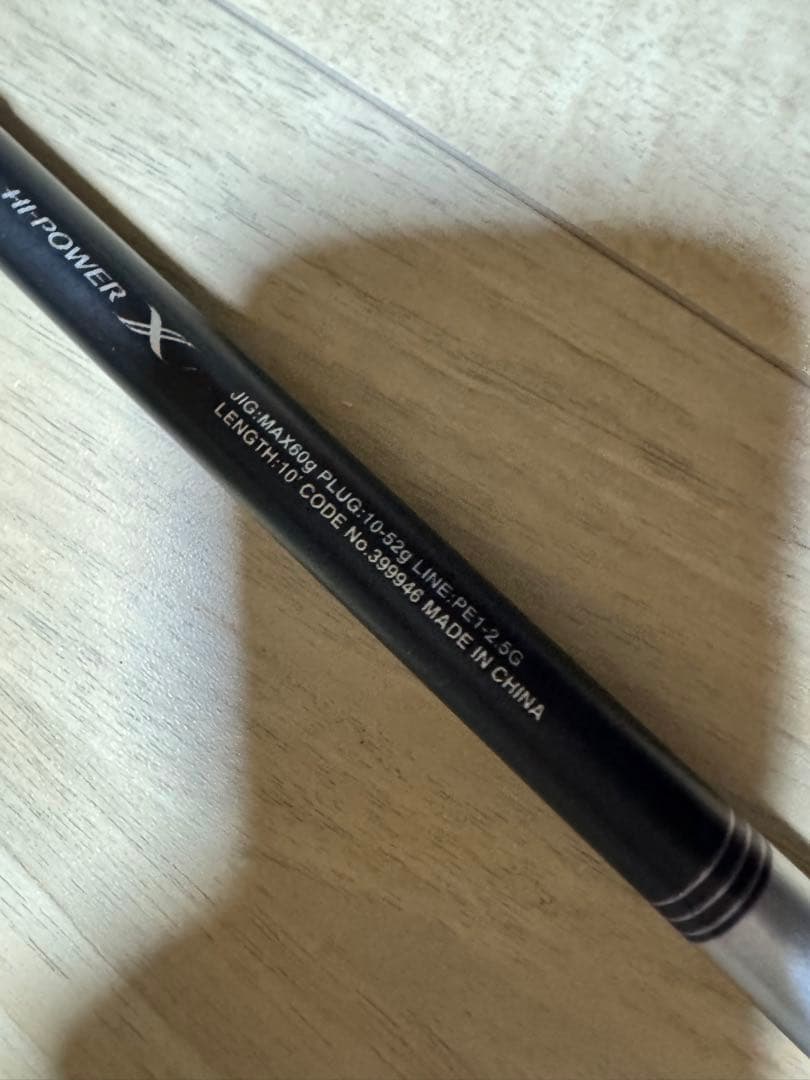 HI-POWER X
JIG:MAX60g PLUG:10-52g LINE:PE1-2.5G
LENGTH:10' CODE No.399946 MADE IN CHINA